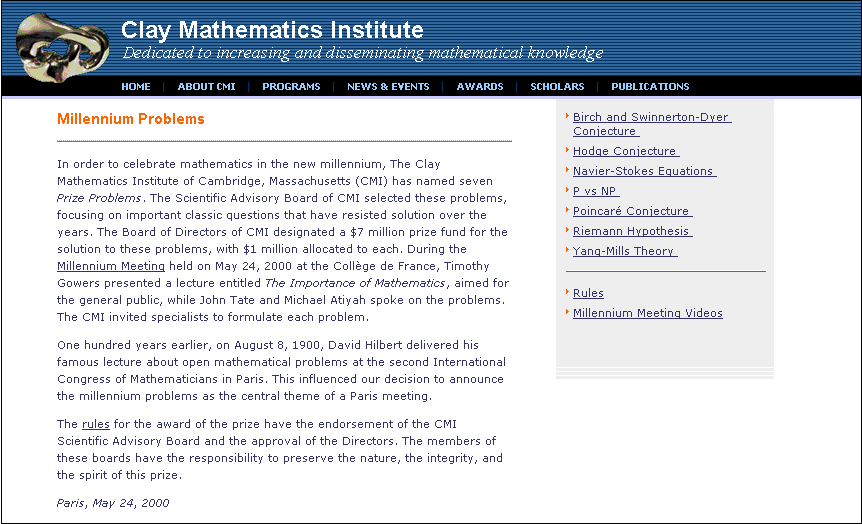 Clay Mathematics Institute
Dedicated to increasing and disseminating mathematical knowledge
HOME | ABOUT CMI | PROGRAMS | NEWS & EVENTS | AWARDS | SCHOLARS | PUBLICATIONS
Millennium Problems
In order to celebrate mathematics in the new millennium, The Clay
Mathematics Institute of Cambridge, Massachusetts (CMI) has named seven
Prize Problems. The Scientific Advisory Board of CMI selected these problems,
focusing on important classic questions that have resisted solution over the
years. The Board of Directors of CMI designated a $7 million prize fund for the
solution to these problems, with $1 million allocated to each. During the
Millennium Meeting held on May 24, 2000 at the Collège de France, Timothy
Gowers presented a lecture entitled The Importance of Mathematics, aimed for
the general public, while John Tate and Michael Atiyah spoke on the problems.
The CMI invited specialists to formulate each problem.
One hundred years earlier, on August 8, 1900, David Hilbert delivered his
famous lecture about open mathematical problems at the second International
Congress of Mathematicians in Paris. This influenced our decision to announce
the millennium problems as the central theme of a Paris meeting.
The rules for the award of the prize have the endorsement of the CMI
Scientific Advisory Board and the approval of the Directors. The members of
these boards have the responsibility to preserve the nature, the integrity, and
the spirit of this prize.
Paris, May 24, 2000
Birch and Swinnerton-Dyer
Conjecture
Hodge Conjecture
Navier-Stokes Equations
P vs NP
Poincaré Conjecture
Riemann Hypothesis
Yang-Mills Theory
Rules
Millennium Meeting Videos